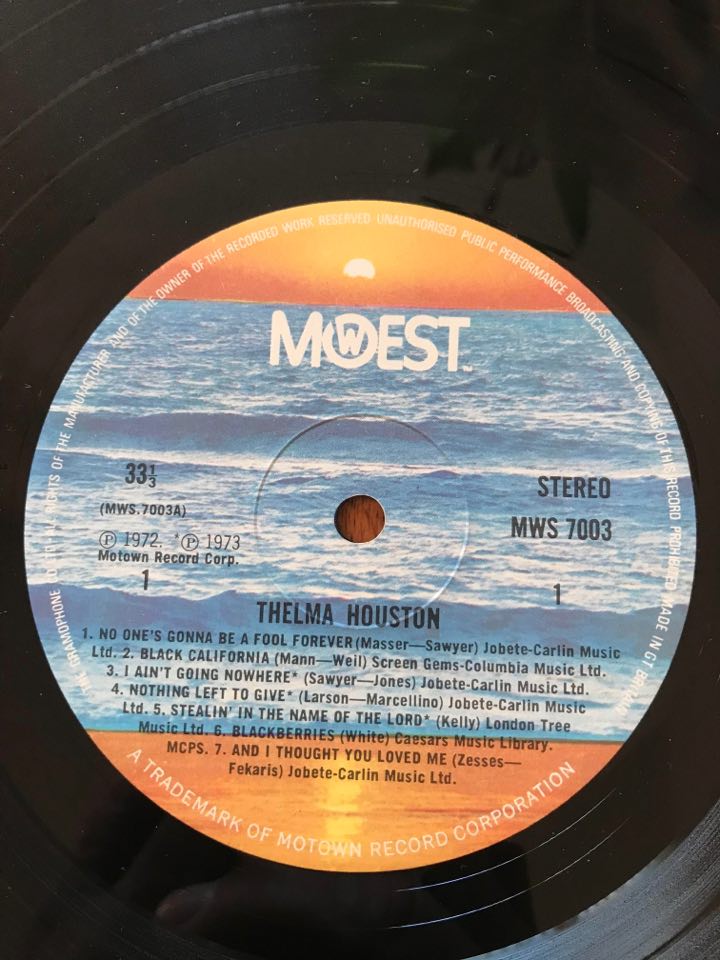 THE GRAMOPHONE CO. LTD. ALL RIGHTS OF THE MANUFACTURER AND OF THE OWNER OF THE RECORDED WORK RESERVED UNAUTHORISED PUBLIC PERFORMANCE BROADCASTING AND COPYING OF THIS RECORD PROHIBITED MADE IN GT BRITAIN
MOWEST TM
33⅓
STEREO
(MWS.7003A)
MWS 7003
Ⓟ 1972. *Ⓟ 1973
Motown Record Corp.
1
1
THELMA HOUSTON
1. NO ONE'S GONNA BE A FOOL FOREVER (Masser—Sawyer) Jobete-Carlin Music
Ltd. 2. BLACK CALIFORNIA (Mann—Weil) Screen Gems-Columbia Music Ltd.
3. I AIN'T GOING NOWHERE* (Sawyer—Jones) Jobete-Carlin Music Ltd.
4. NOTHING LEFT TO GIVE* (Larson—Marcellino) Jobete-Carlin Music
Ltd. 5. STEALIN' IN THE NAME OF THE LORD* (Kelly) London Tree
Music Ltd. 6. BLACKBERRIES (White) Caesars Music Library.
MCPS. 7. AND I THOUGHT YOU LOVED ME (Zesses—
Fekaris) Jobete-Carlin Music Ltd.
A TRADEMARK OF MOTOWN RECORD CORPORATION